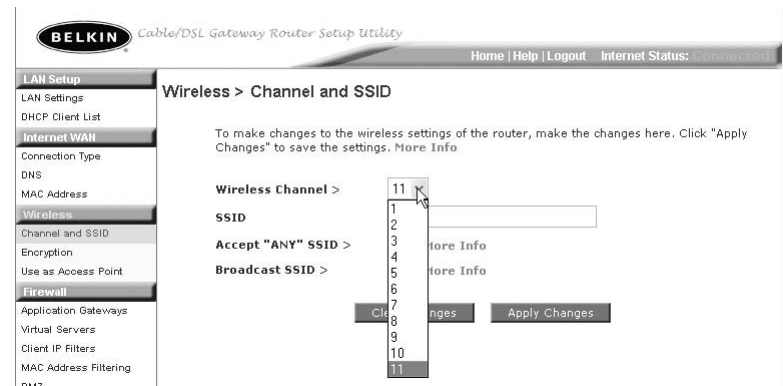 BELKIN Cable/DSL Gateway Router Setup Utility
Home | Help | Logout Internet Status: Connected
LAN Setup
LAN Settings
DHCP Client List
Internet WAN
Connection Type
DNS
MAC Address
Wireless
Channel and SSID
Encryption
Use as Access Point
Firewall
Application Gateways
Virtual Servers
Client IP Filters
MAC Address Filtering
DMZ
Wireless > Channel and SSID
To make changes to the wireless settings of the router, make the changes here. Click "Apply
Changes" to save the settings. More Info
Wireless Channel > 11
SSID
Accept "ANY" SSID > More Info
Broadcast SSID > More Info
1
2
3
4
5
6
7
8
9
10
11
Apply Changes